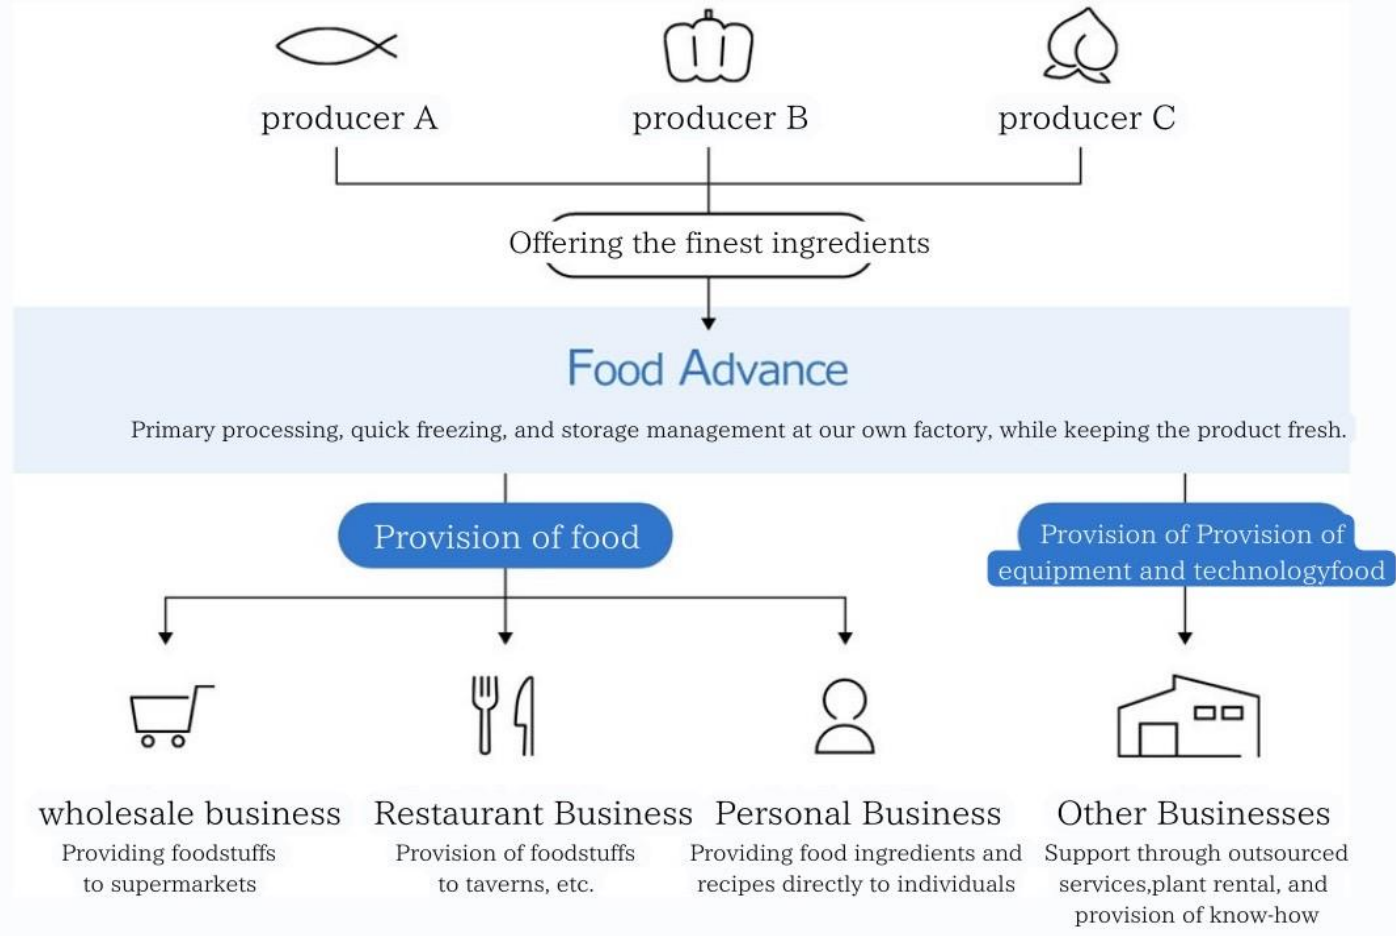 producer A
producer B
producer C
Offering the finest ingredients
Food Advance
Primary processing, quick freezing, and storage management at our own factory, while keeping the product fresh.
Provision of food
Provision of Provision of
equipment and technologyfood
wholesale business
Providing foodstuffs
to supermarkets
Restaurant Business
Provision of foodstuffs
to taverns, etc.
Personal Business
Providing food ingredients and
recipes directly to individuals
Other Businesses
Support through outsourced
services,plant rental, and
provision of know-how